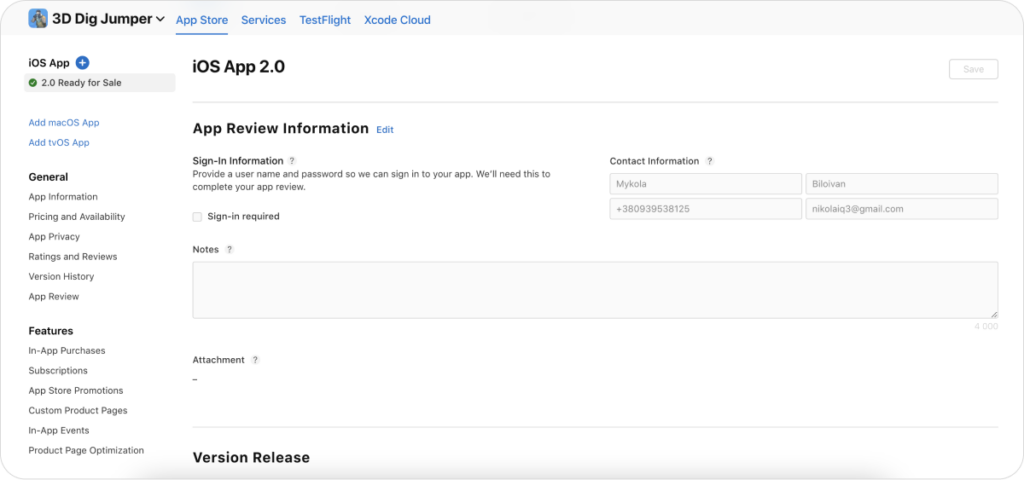 3D Dig Jumper App Store Services TestFlight Xcode Cloud
iOS App
2.0 Ready for Sale
Add macOS App
Add tvOS App
General
App Information
Pricing and Availability
App Privacy
Ratings and Reviews
Version History
App Review
Features
In-App Purchases
Subscriptions
App Store Promotions
Custom Product Pages
In-App Events
Product Page Optimization
iOS App 2.0
Save
App Review Information Edit
Sign-In Information ?
Provide a user name and password so we can sign in to your app. We'll need this to
complete your app review.
Sign-in required
Contact Information ?
Mykola Biloivan
+380939538125 nikolaiq3@gmail.com
Notes ?
4 000
Attachment ?
–
Version Release